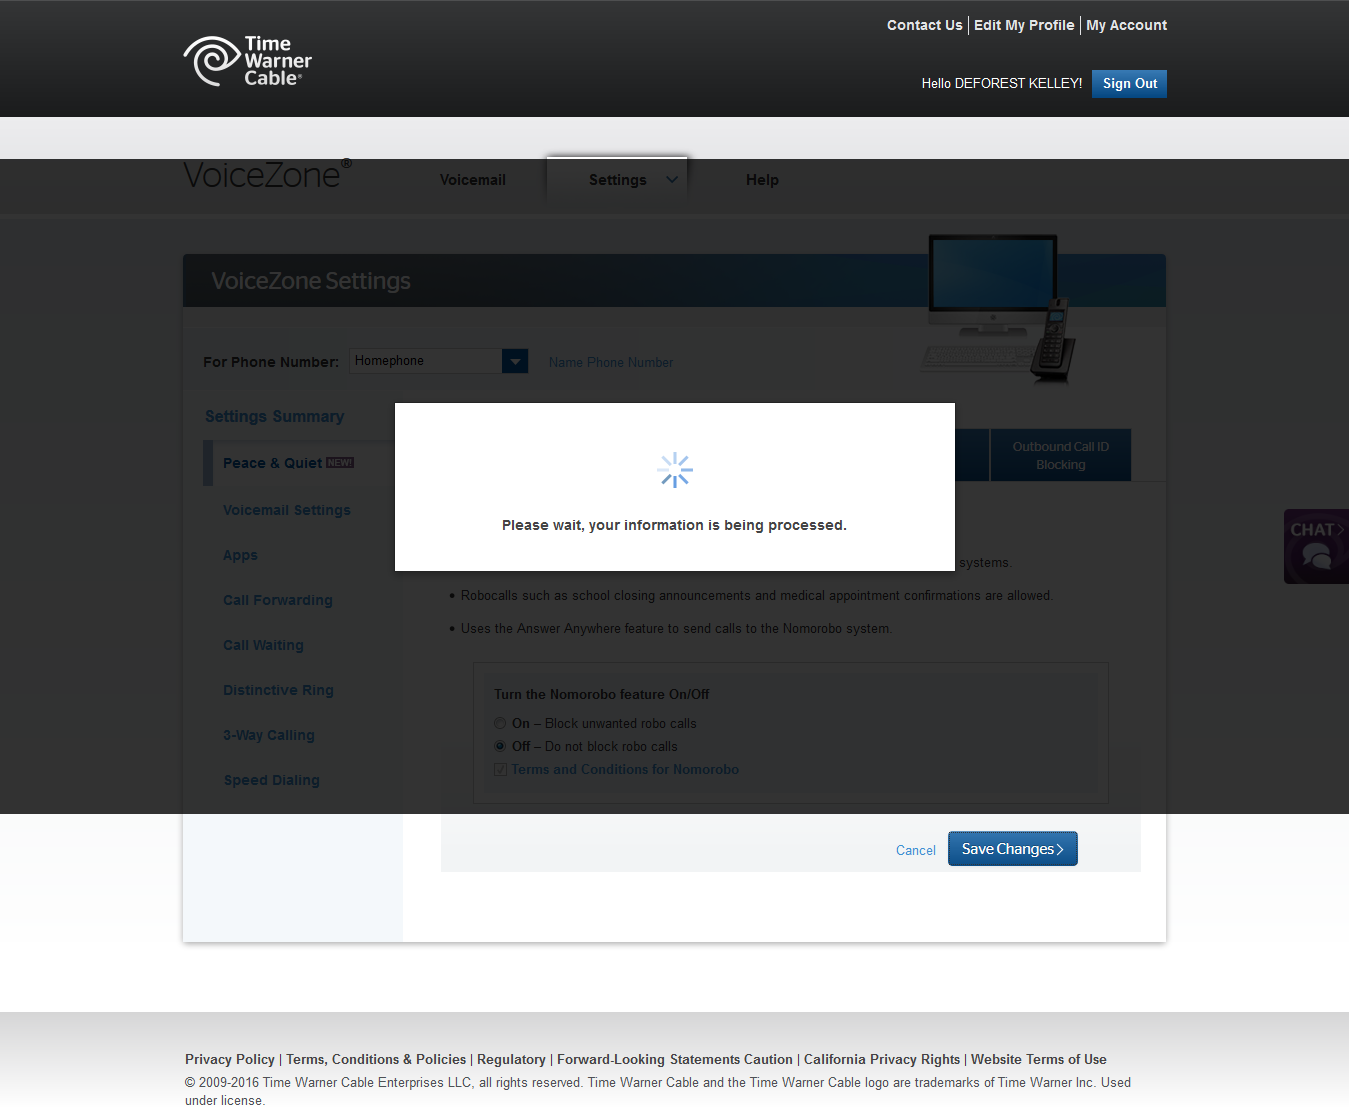 Contact Us | Edit My Profile | My Account
Time
Warner
Cable®
Hello DEFOREST KELLEY!
Sign Out
VoiceZone®
Voicemail
Settings
Help
VoiceZone Settings
For Phone Number:
Homephone
Name Phone Number
Settings Summary
Peace & Quiet NEW!
Voicemail Settings
Apps
Call Forwarding
Call Waiting
Distinctive Ring
3-Way Calling
Speed Dialing
Outbound Call ID
Blocking
Please wait, your information is being processed.
systems.
• Robocalls such as school closing announcements and medical appointment confirmations are allowed.
• Uses the Answer Anywhere feature to send calls to the Nomorobo system.
Turn the Nomorobo feature On/Off
On – Block unwanted robo calls
Off – Do not block robo calls
Terms and Conditions for Nomorobo
CHAT>
Cancel
Save Changes>
Privacy Policy | Terms, Conditions & Policies | Regulatory | Forward-Looking Statements Caution | California Privacy Rights | Website Terms of Use
© 2009-2016 Time Warner Cable Enterprises LLC, all rights reserved. Time Warner Cable and the Time Warner Cable logo are trademarks of Time Warner Inc. Used
under license.